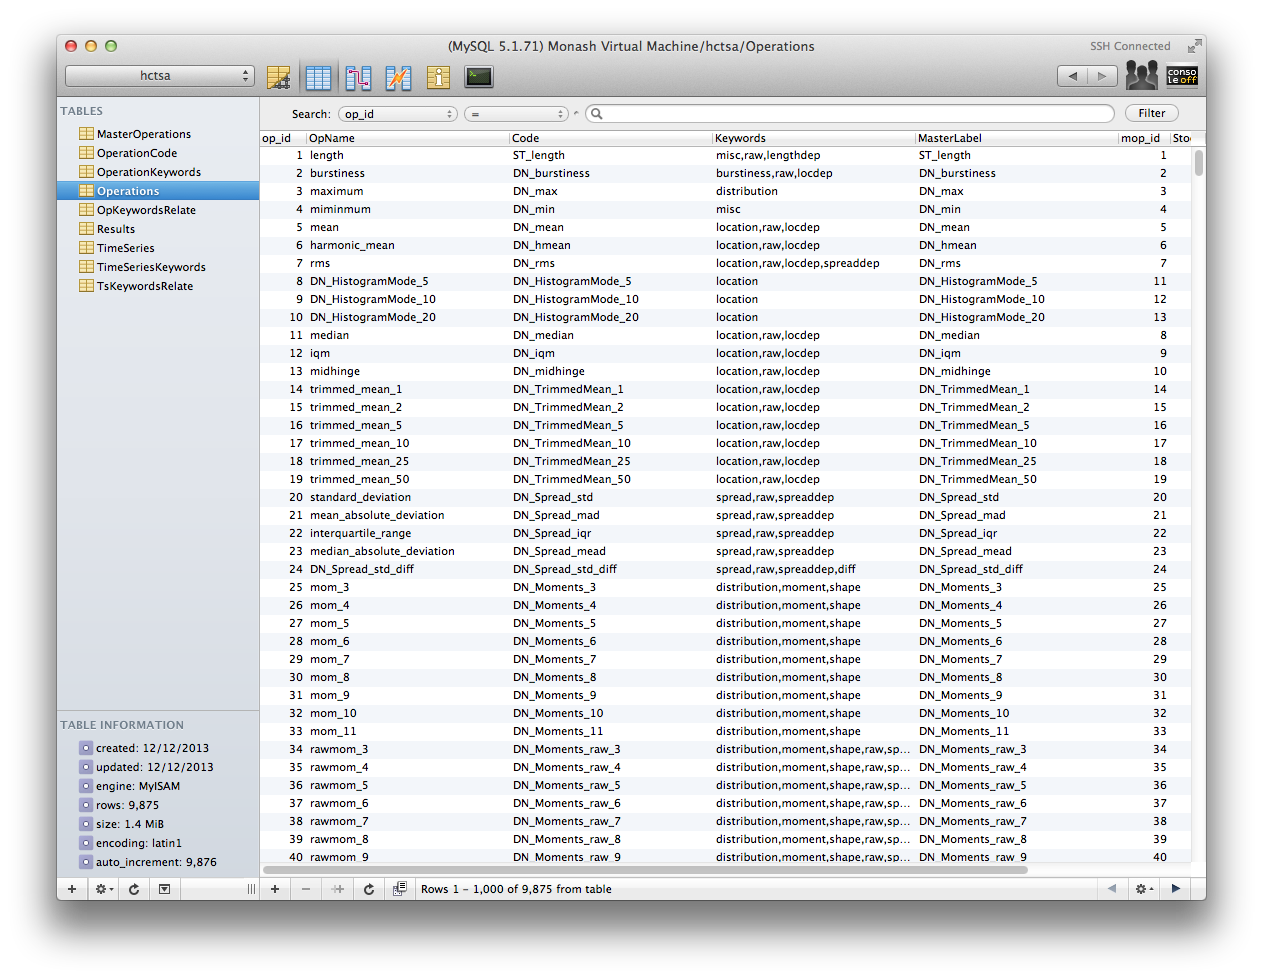 (MySQL 5.1.71) Monash Virtual Machine/hctsa/Operations
SSH Connected
hctsa
conso
le off
TABLES
MasterOperations
OperationCode
OperationKeywords
Operations
OpKeywordsRelate
Results
TimeSeries
TimeSeriesKeywords
TsKeywordsRelate
Search: op_id = Filter
op_id OpName Code Keywords MasterLabel mop_id Sto
1 length ST_length misc,raw,lengthdep ST_length 1
2 burstiness DN_burstiness burstiness,raw,locdep DN_burstiness 2
3 maximum DN_max distribution DN_max 3
4 miminmum DN_min misc DN_min 4
5 mean DN_mean location,raw,locdep DN_mean 5
6 harmonic_mean DN_hmean location,raw,locdep DN_hmean 6
7 rms DN_rms location,raw,locdep,spreaddep DN_rms 7
8 DN_HistogramMode_5 DN_HistogramMode_5 location DN_HistogramMode_5 11
9 DN_HistogramMode_10 DN_HistogramMode_10 location DN_HistogramMode_10 12
10 DN_HistogramMode_20 DN_HistogramMode_20 location DN_HistogramMode_20 13
11 median DN_median location,raw,locdep DN_median 8
12 iqm DN_iqm location,raw,locdep DN_iqm 9
13 midhinge DN_midhinge location,raw,locdep DN_midhinge 10
14 trimmed_mean_1 DN_TrimmedMean_1 location,raw,locdep DN_TrimmedMean_1 14
15 trimmed_mean_2 DN_TrimmedMean_2 location,raw,locdep DN_TrimmedMean_2 15
16 trimmed_mean_5 DN_TrimmedMean_5 location,raw,locdep DN_TrimmedMean_5 16
17 trimmed_mean_10 DN_TrimmedMean_10 location,raw,locdep DN_TrimmedMean_10 17
18 trimmed_mean_25 DN_TrimmedMean_25 location,raw,locdep DN_TrimmedMean_25 18
19 trimmed_mean_50 DN_TrimmedMean_50 location,raw,locdep DN_TrimmedMean_50 19
20 standard_deviation DN_Spread_std spread,raw,spreaddep DN_Spread_std 20
21 mean_absolute_deviation DN_Spread_mad spread,raw,spreaddep DN_Spread_mad 21
22 interquartile_range DN_Spread_iqr spread,raw,spreaddep DN_Spread_iqr 22
23 median_absolute_deviation DN_Spread_mead spread,raw,spreaddep DN_Spread_mead 23
24 DN_Spread_std_diff DN_Spread_std_diff spread,raw,spreaddep,diff DN_Spread_std_diff 24
25 mom_3 DN_Moments_3 distribution,moment,shape DN_Moments_3 25
26 mom_4 DN_Moments_4 distribution,moment,shape DN_Moments_4 26
27 mom_5 DN_Moments_5 distribution,moment,shape DN_Moments_5 27
28 mom_6 DN_Moments_6 distribution,moment,shape DN_Moments_6 28
29 mom_7 DN_Moments_7 distribution,moment,shape DN_Moments_7 29
30 mom_8 DN_Moments_8 distribution,moment,shape DN_Moments_8 30
31 mom_9 DN_Moments_9 distribution,moment,shape DN_Moments_9 31
32 mom_10 DN_Moments_10 distribution,moment,shape DN_Moments_10 32
33 mom_11 DN_Moments_11 distribution,moment,shape DN_Moments_11 33
34 rawmom_3 DN_Moments_raw_3 distribution,moment,shape,raw,sp... DN_Moments_raw_3 34
35 rawmom_4 DN_Moments_raw_4 distribution,moment,shape,raw,sp... DN_Moments_raw_4 35
36 rawmom_5 DN_Moments_raw_5 distribution,moment,shape,raw,sp... DN_Moments_raw_5 36
37 rawmom_6 DN_Moments_raw_6 distribution,moment,shape,raw,sp... DN_Moments_raw_6 37
38 rawmom_7 DN_Moments_raw_7 distribution,moment,shape,raw,sp... DN_Moments_raw_7 38
39 rawmom_8 DN_Moments_raw_8 distribution,moment,shape,raw,sp... DN_Moments_raw_8 39
40 rawmom_9 DN_Moments_raw_9 distribution,moment,shape,raw,sp... DN_Moments_raw_9 40
TABLE INFORMATION
created: 12/12/2013
updated: 12/12/2013
engine: MyISAM
rows: 9,875
size: 1.4 MiB
encoding: latin1
auto_increment: 9,876
Rows 1 - 1,000 of 9,875 from table